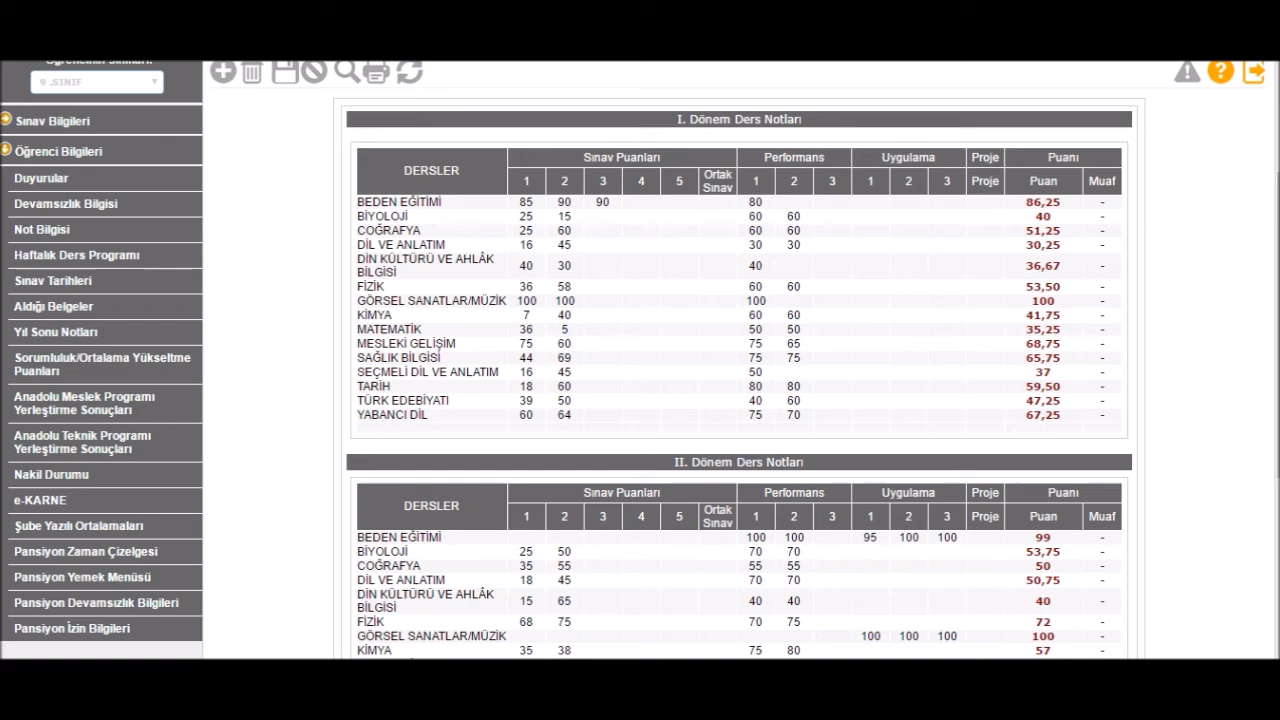 Öğrencinin Sınıfları:
9 .SINIF
Sınav Bilgileri
Öğrenci Bilgileri
Duyurular
Devamsızlık Bilgisi
Not Bilgisi
Haftalık Ders Programı
Sınav Tarihleri
Aldığı Belgeler
Yıl Sonu Notları
Sorumluluk/Ortalama Yükseltme
Puanları
Anadolu Meslek Programı
Yerleştirme Sonuçları
Anadolu Teknik Programı
Yerleştirme Sonuçları
Nakil Durumu
e-KARNE
Şube Yazılı Ortalamaları
Pansiyon Zaman Çizelgesi
Pansiyon Yemek Menüsü
Pansiyon Devamsızlık Bilgileri
Pansiyon İzin Bilgileri
I. Dönem Ders Notları
DERSLER Sınav Puanları Performans Uygulama Proje Puanı
1 2 3 4 5 Ortak Sınav 1 2 3 1 2 3 Proje Puan Muaf
BEDEN EĞİTİMİ 85 90 90 80 86,25 -
BİYOLOJİ 25 15 60 60 40 -
COĞRAFYA 25 60 60 60 51,25 -
DİL VE ANLATIM 16 45 30 30 30,25 -
DİN KÜLTÜRÜ VE AHLÂK
BİLGİSİ 40 30 40 36,67 -
FİZİK 36 58 60 60 53,50 -
GÖRSEL SANATLAR/MÜZİK 100 100 100 100 -
KİMYA 7 40 60 60 41,75 -
MATEMATİK 36 5 50 50 35,25 -
MESLEKİ GELİŞİM 75 60 75 65 68,75 -
SAĞLIK BİLGİSİ 44 69 75 75 65,75 -
SEÇMELİ DİL VE ANLATIM 16 45 50 37 -
TARİH 18 60 80 80 59,50 -
TÜRK EDEBİYATI 39 50 40 60 47,25 -
YABANCI DİL 60 64 75 70 67,25 -
II. Dönem Ders Notları
DERSLER Sınav Puanları Performans Uygulama Proje Puanı
1 2 3 4 5 Ortak Sınav 1 2 3 1 2 3 Proje Puan Muaf
BEDEN EĞİTİMİ 100 100 95 100 100 99 -
BİYOLOJİ 25 50 70 70 53,75 -
COĞRAFYA 35 55 55 55 50 -
DİL VE ANLATIM 18 45 70 70 50,75 -
DİN KÜLTÜRÜ VE AHLÂK
BİLGİSİ 15 65 40 40 40 -
FİZİK 68 75 70 75 72 -
GÖRSEL SANATLAR/MÜZİK 100 100 100 100 -
KİMYA 35 38 75 80 57 -